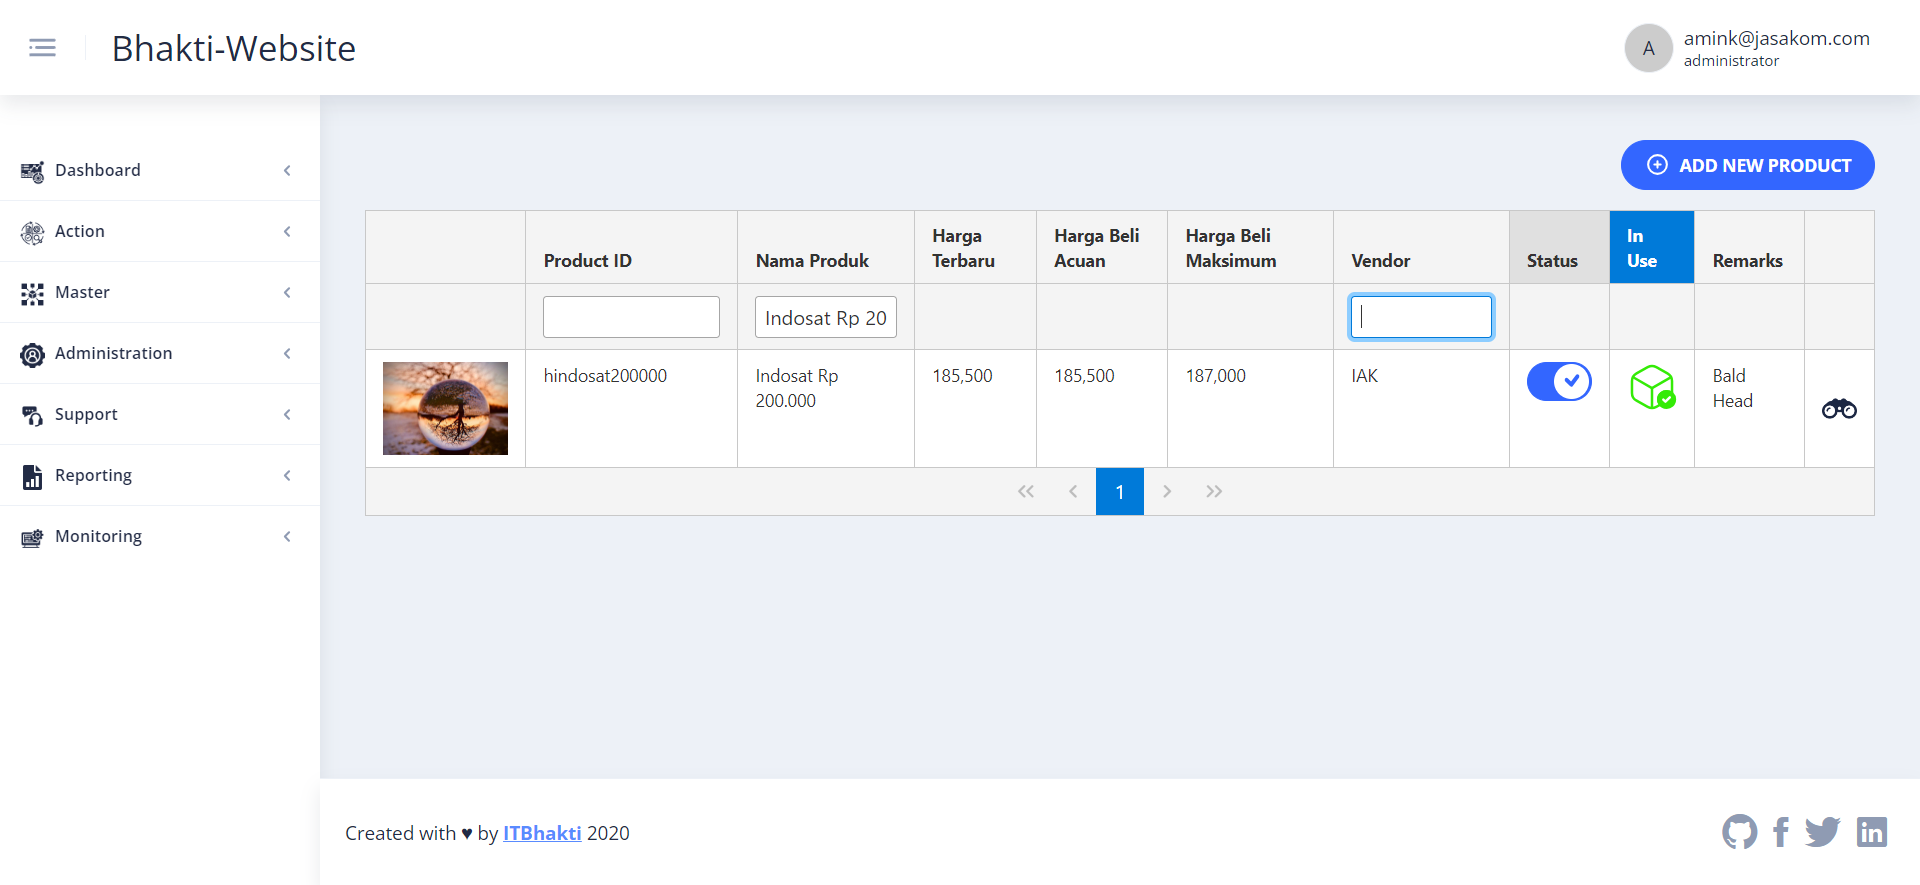 Bhakti-Website
A
amink@jasakom.com
administrator
Dashboard
Action
Master
Administration
Support
Reporting
Monitoring
ADD NEW PRODUCT
Product ID
Nama Produk
Harga
Terbaru
Harga Beli
Acuan
Harga Beli
Maksimum
Vendor
Status
In
Use
Remarks
Indosat Rp 20
hindosat200000
Indosat Rp
200.000
185,500
185,500
187,000
IAK
Bald
Head
1
Created with ♥ by ITBhakti 2020